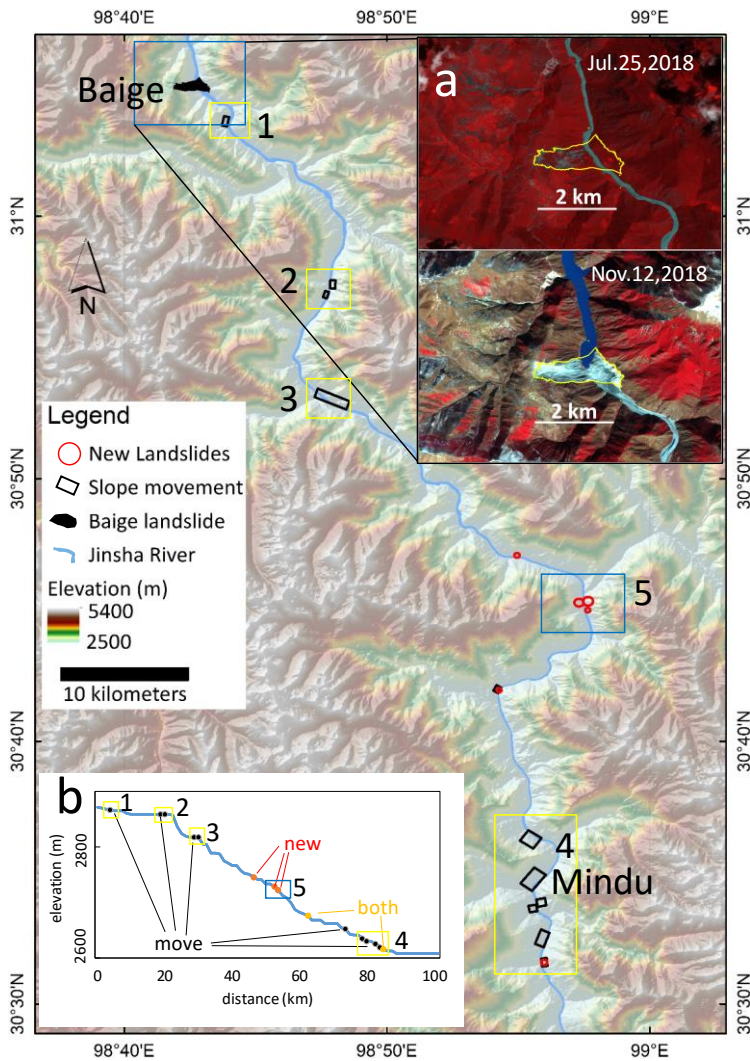 98°40'E
98°50'E
99°E
Baige
a
Jul.25,2018
1
2 km
31°N
2
Nov.12,2018
N
3
2 km
Legend
New Landslides
Slope movement
Baige landslide
Jinsha River
Elevation (m)
5400
2500
10 kilometers
30°50'N
5
30°40'N
4
Mindu
b
1
2
3
new
5
both
move
4
elevation (m)
2800
2600
0
20
40
60
80
100
distance (km)
30°30'N
98°40'E
98°50'E
99°E
31°N
30°50'N
30°40'N
30°30'N